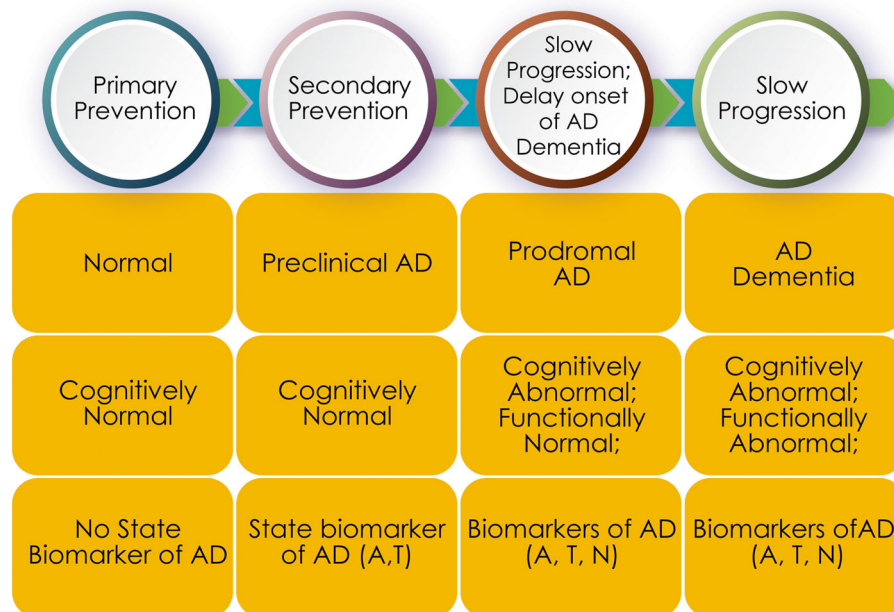 Primary
Prevention
Secondary
Prevention
Slow
Progression;
Delay onset
of AD
Dementia
Slow
Progression
Normal
Preclinical AD
Prodromal
AD
AD
Dementia
Cognitively
Normal
Cognitively
Normal
Cognitively
Abnormal;
Functionally
Normal;
Cognitively
Abnormal;
Functionally
Abnormal;
No State
Biomarker of AD
State biomarker
of AD (A,T)
Biomarkers of AD
(A, T, N)
Biomarkers ofAD
(A, T, N)